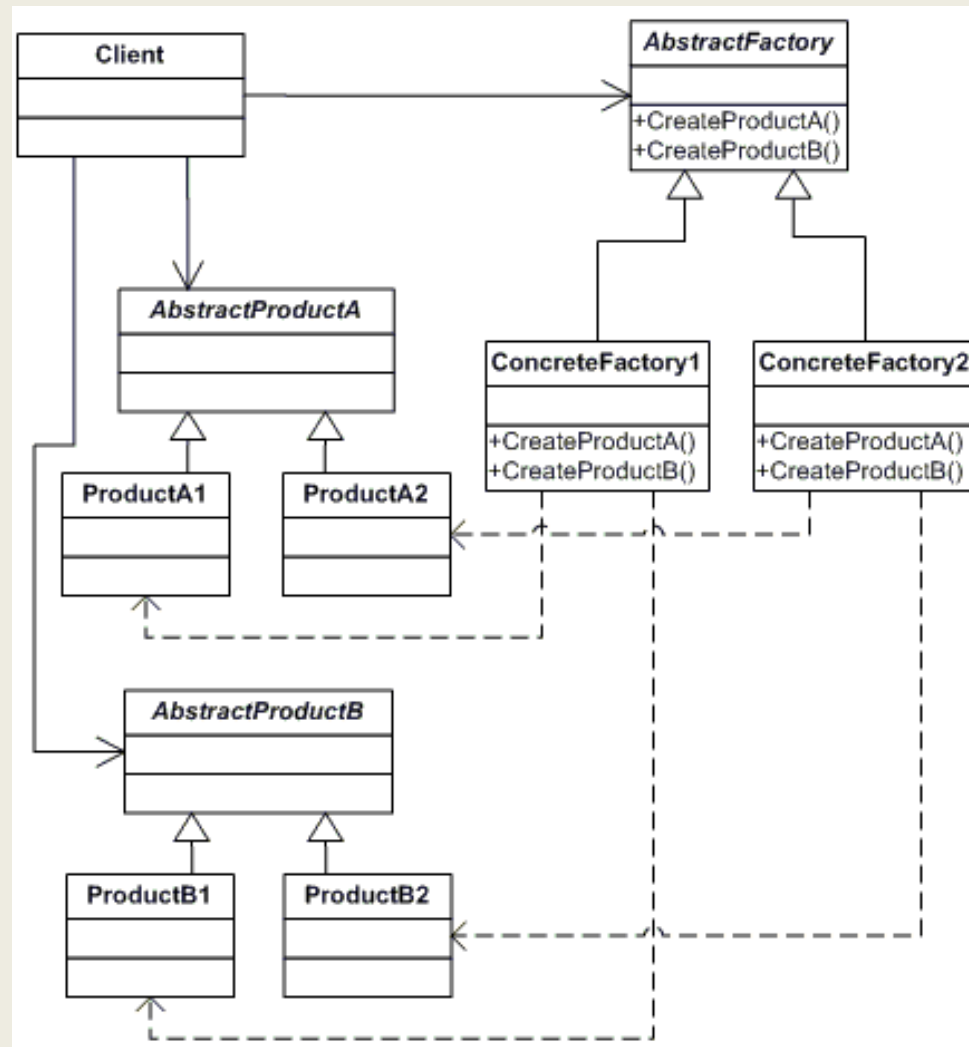 Client
AbstractFactory
+CreateProductA()
+CreateProductB()
AbstractProductA
ConcreteFactory1
+CreateProductA()
+CreateProductB()
ConcreteFactory2
+CreateProductA()
+CreateProductB()
ProductA1
ProductA2
AbstractProductB
ProductB1
ProductB2